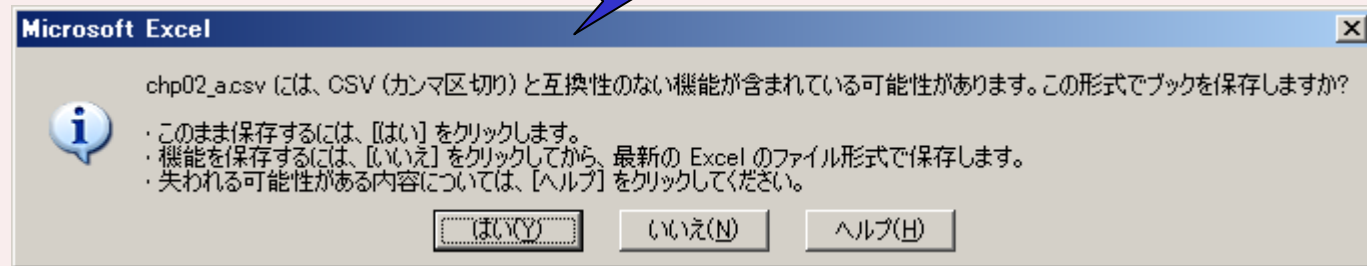 Microsoft Excel
chp02_a.csv には、CSV (カンマ区切り) と互換性のない機能が含まれている可能性があります。この形式でブックを保存しますか?
・このまま保存するには、[はい] をクリックします。
・機能を保存するには、[いいえ] をクリックしてから、最新の Excel のファイル形式で保存します。
・失われる可能性がある内容については、[ヘルプ] をクリックしてください。
はい(Y) いいえ(N) ヘルプ(H)